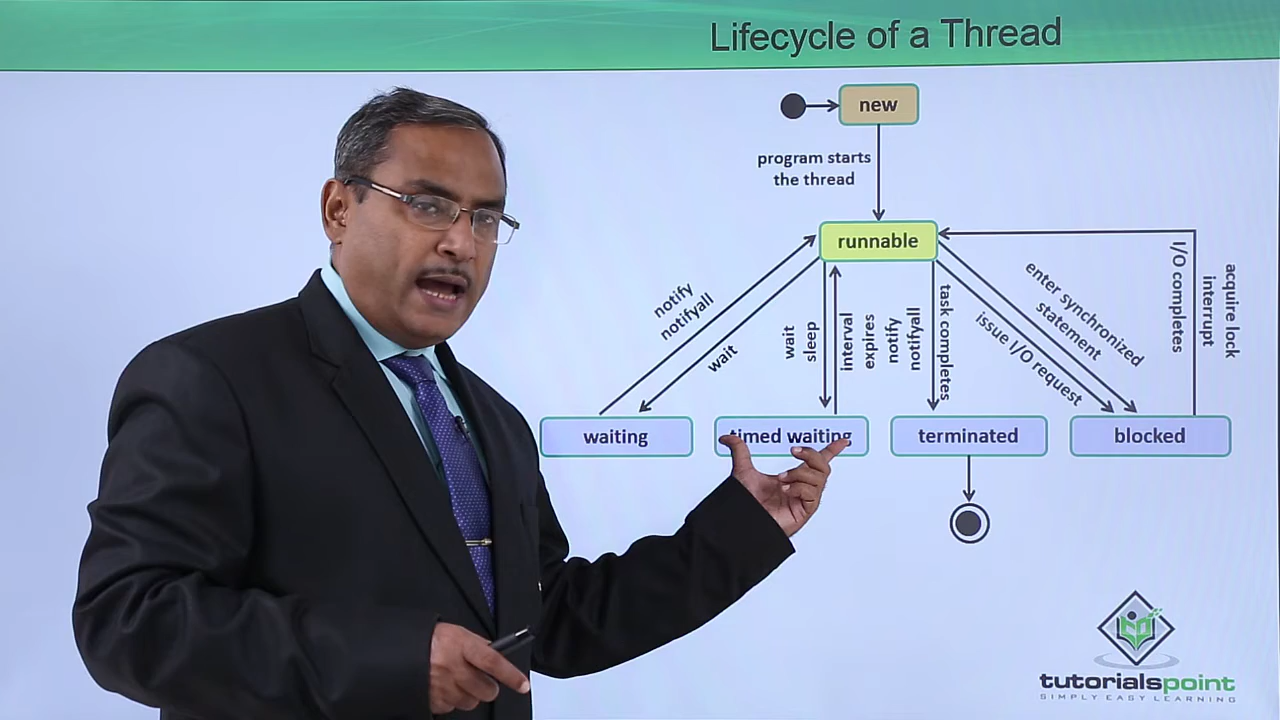 Lifecycle of a Thread
new
program starts
the thread
runnable
notify
notifyall
wait
wait
sleep
interval
expires
notify
notifyall
task completes
enter synchronized
statement
issue I/O request
I/O completes
acquire lock
interrupt
waiting
timed waiting
terminated
blocked
tutorialspoint
SIMPLY EASY LEARNING